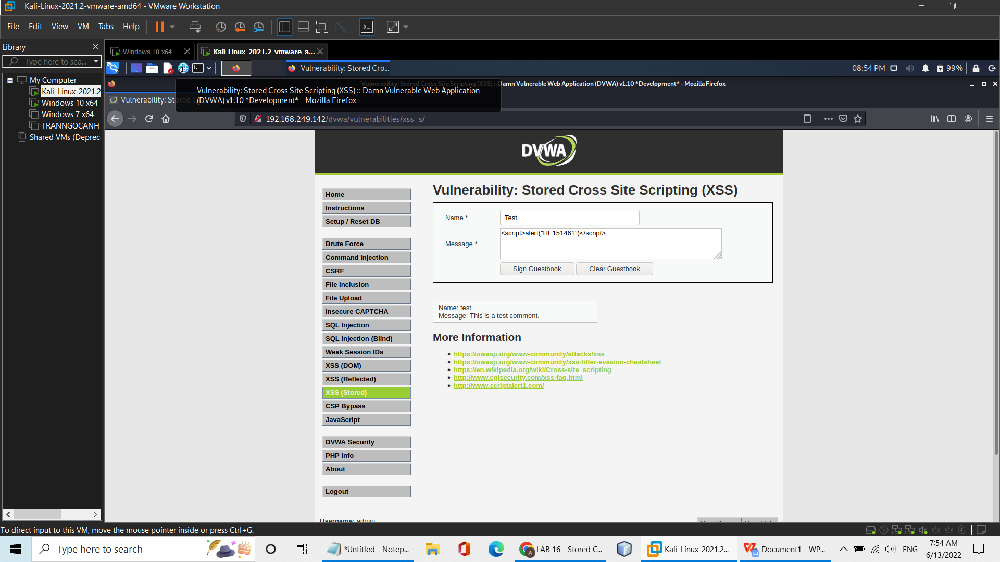 Kali-Linux-2021.2-vmware-amd64 - VMware Workstation
File Edit View VM Tabs Help
Library
Type here to sea...
My Computer
Kali-Linux-2021.2
Windows 10 x64
Windows 7 x64
TRANNGOCANH-
Shared VMs (Depreca
Windows 10 x64
Kali-Linux-2021.2-vmware-a...
Vulnerability: Stored Cro...
08:54 PM
99%
Vulnerability: Stored Cross Site Scripting (XSS) :: Damn Vulnerable Web Application (DVWA) v1.10 *Development* - Mozilla Firefox
Vulnerability: Stored C
Vulnerability: Stored Cross Site Scripting (XSS) :: Damn Vulnerable Web Application
(DVWA) v1.10 *Development* - Mozilla Firefox
192.168.249.142/dvwa/vulnerabilities/xss_s/
DVWA
Home
Instructions
Setup / Reset DB
Brute Force
Command Injection
CSRF
File Inclusion
File Upload
Insecure CAPTCHA
SQL Injection
SQL Injection (Blind)
Weak Session IDs
XSS (DOM)
XSS (Reflected)
XSS (Stored)
CSP Bypass
JavaScript
DVWA Security
PHP Info
About
Logout
Vulnerability: Stored Cross Site Scripting (XSS)
Name *
Test
Message *
<script>alert("HE151461")</script>
Sign Guestbook
Clear Guestbook
Name: test
Message: This is a test comment.
More Information
https://owasp.org/www-community/attacks/xss
https://owasp.org/www-community/xss-filter-evasion-cheatsheet
https://en.wikipedia.org/wiki/Cross-site_scripting
http://www.cgisecurity.com/xss-faq.html
http://www.scriptalert1.com/
Username: admin
View Source
View Help
To direct input to this VM, move the mouse pointer inside or press Ctrl+G.
Type here to search
*Untitled - Notep...
LAB 16 - Stored C...
Kali-Linux-2021.2...
Document1 - WP...
ENG
7:54 AM
6/13/2022